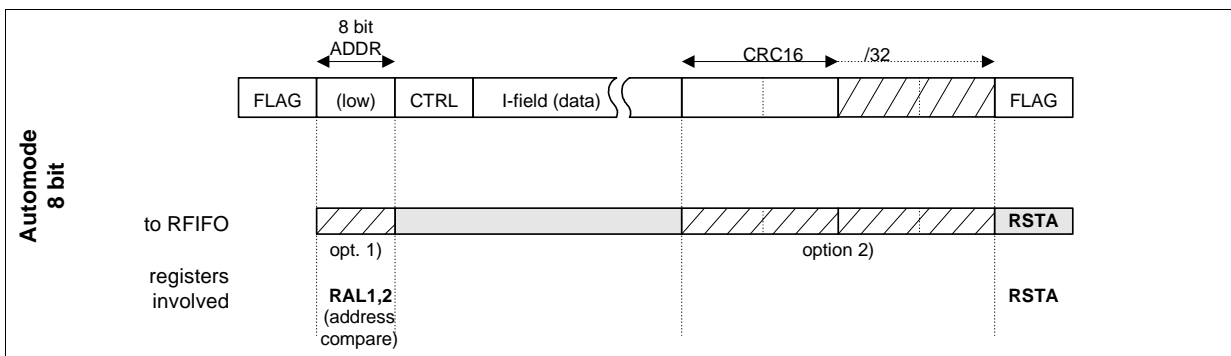 8 bit
ADDR
CRC16 /32
FLAG (low) CTRL I-field (data) FLAG
Automode
8 bit
to RFIFO RSTA
opt. 1) option 2)
registers
involved
RAL1,2 RSTA
(address
compare)